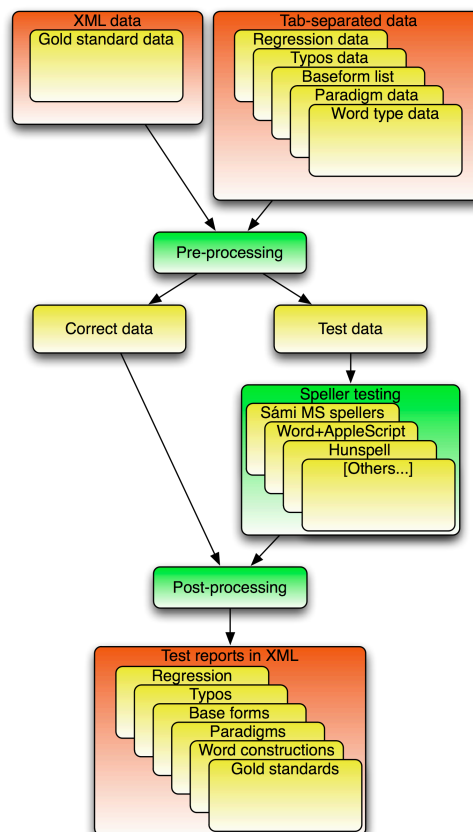 XML data
Gold standard data
Tab-separated data
Regression data
Typos data
Baseform list
Paradigm data
Word type data
Pre-processing
Correct data
Test data
Speller testing
Sámi MS spellers
Word+AppleScript
Hunspell
[Others...]
Post-processing
Test reports in XML
Regression
Typos
Base forms
Paradigms
Word constructions
Gold standards